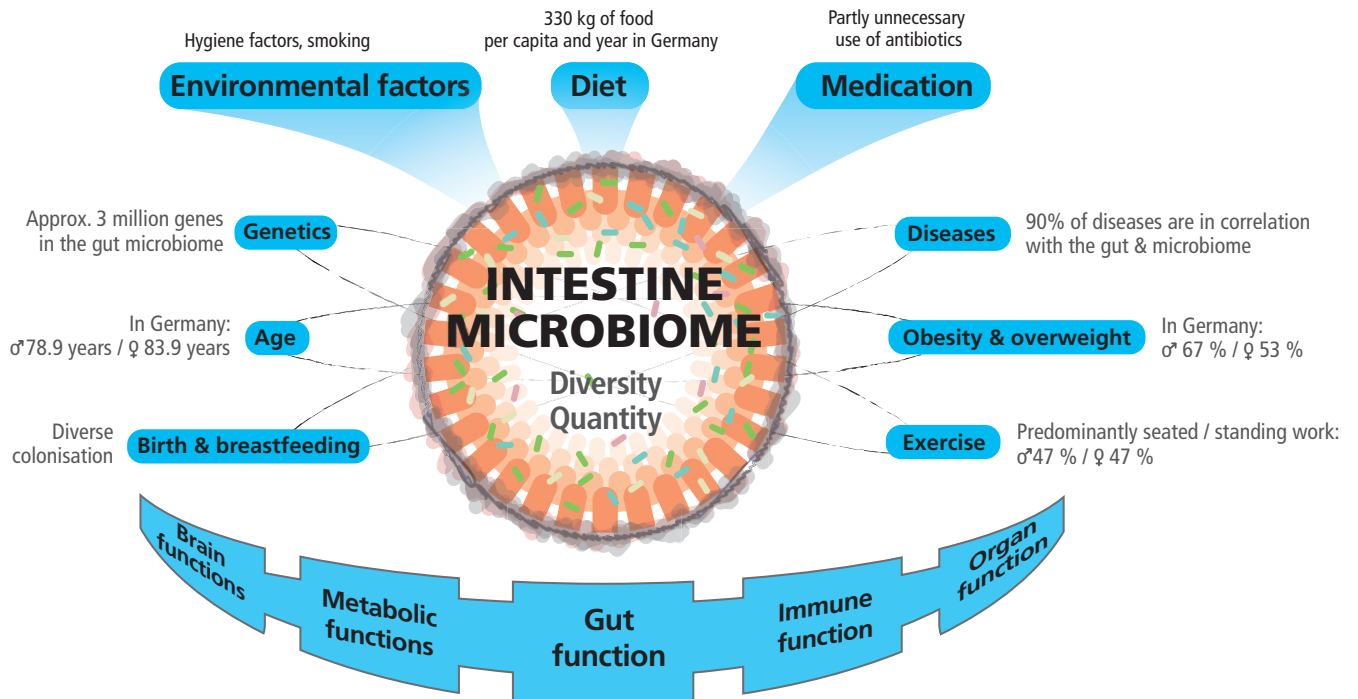 Hygiene factors, smoking
Environmental factors
330 kg of food
per capita and year in Germany
Diet
Partly unnecessary
use of antibiotics
Medication
Approx. 3 million genes
in the gut microbiome
Genetics
In Germany:
♂78.9 years / ♀ 83.9 years
Age
Diverse
colonisation
Birth & breastfeeding
INTESTINE
MICROBIOME
Diversity
Quantity
Diseases
90% of diseases are in correlation
with the gut & microbiome
Obesity & overweight
In Germany:
♂ 67 % / ♀ 53 %
Exercise
Predominantly seated / standing work:
♂47 % / ♀ 47 %
Brain
functions
Metabolic
functions
Gut
function
Immune
function
Organ
function